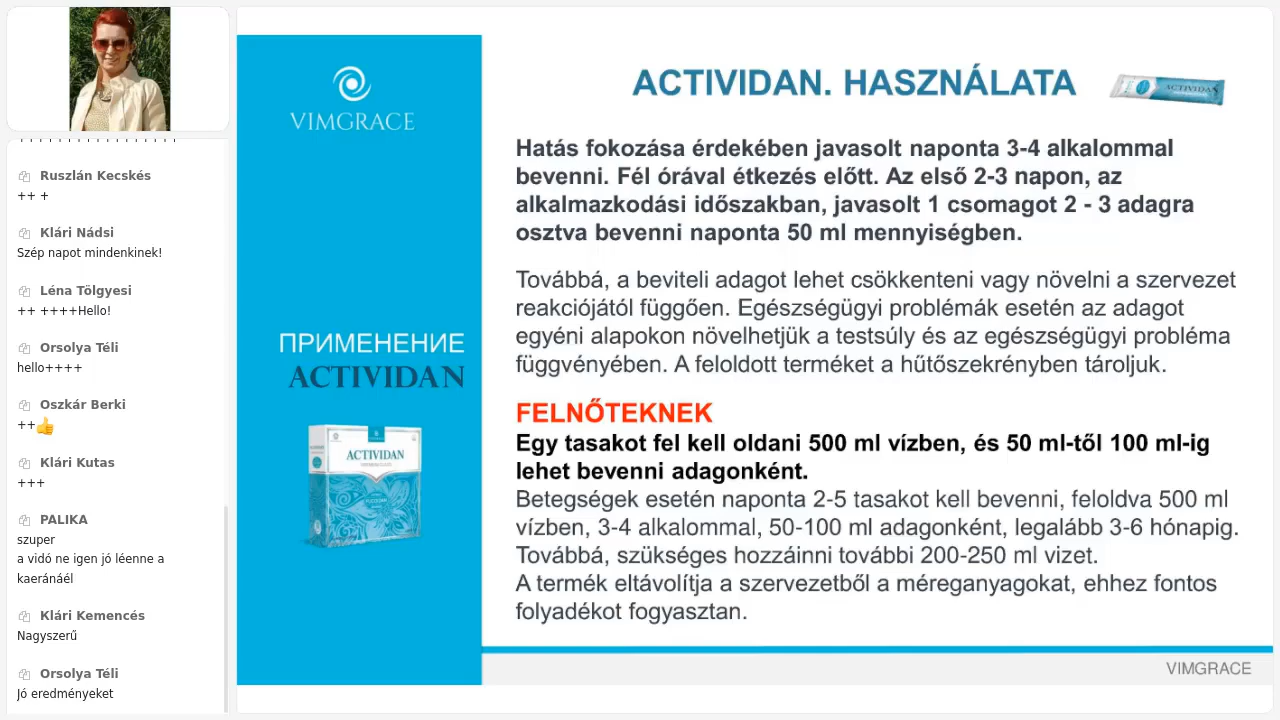 Ruszlán Kecskés
++ +
Klári Nádsi
Szép napot mindenkinek!
Léna Tölgyesi
++ ++++Hello!
Orsolya Téli
hello++++
Oszkár Berki
++👍
Klári Kutas
+++
PALIKA
szuper
a vidó ne igen jó léenne a
kaeránáél
Klári Kemencés
Nagyszerű
Orsolya Téli
Jó eredményeket
VIMGRACE
ПРИМЕНЕНИЕ
ACTIVIDAN
ACTIVIDAN
ACTIVIDAN. HASZNÁLATA
ACTIVIDAN
Hatás fokozása érdekében javasolt naponta 3-4 alkalommal
bevenni. Fél órával étkezés előtt. Az első 2-3 napon, az
alkalmazkodási időszakban, javasolt 1 csomagot 2 - 3 adagra
osztva bevenni naponta 50 ml mennyiségben.
Továbbá, a beviteli adagot lehet csökkenteni vagy növelni a szervezet
reakciójától függően. Egészségügyi problémák esetén az adagot
egyéni alapokon növelhetjük a testsúly és az egészségügyi probléma
függvényében. A feloldott terméket a hűtőszekrényben tároljuk.
FELNŐTEKNEK
Egy tasakot fel kell oldani 500 ml vízben, és 50 ml-től 100 ml-ig
lehet bevenni adagonként.
Betegségek esetén naponta 2-5 tasakot kell bevenni, feloldva 500 ml
vízben, 3-4 alkalommal, 50-100 ml adagonként, legalább 3-6 hónapig.
Továbbá, szükséges hozzáinni további 200-250 ml vizet.
A termék eltávolítja a szervezetből a méreganyagokat, ehhez fontos
folyadékot fogyasztan.
VIMGRACE